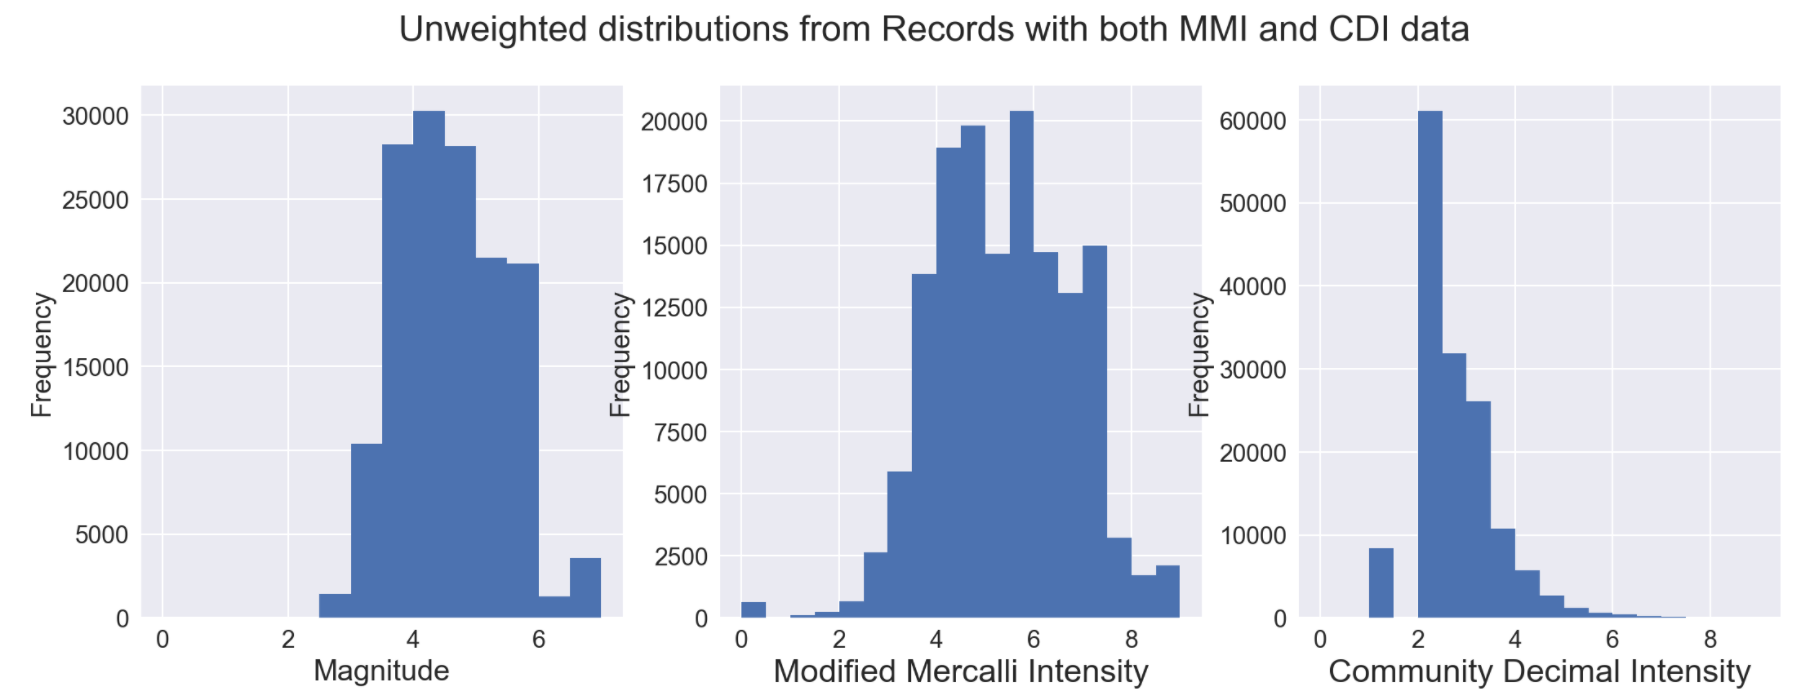 Unweighted distributions from Records with both MMI and CDI data
30000
25000
20000
15000
10000
5000
0
Frequency
0 2 4 6
Magnitude
20000
17500
15000
12500
10000
7500
5000
2500
0
Frequency
0 2 4 6 8
Modified Mercalli Intensity
60000
50000
40000
30000
20000
10000
0
Frequency
0 2 4 6 8
Community Decimal Intensity